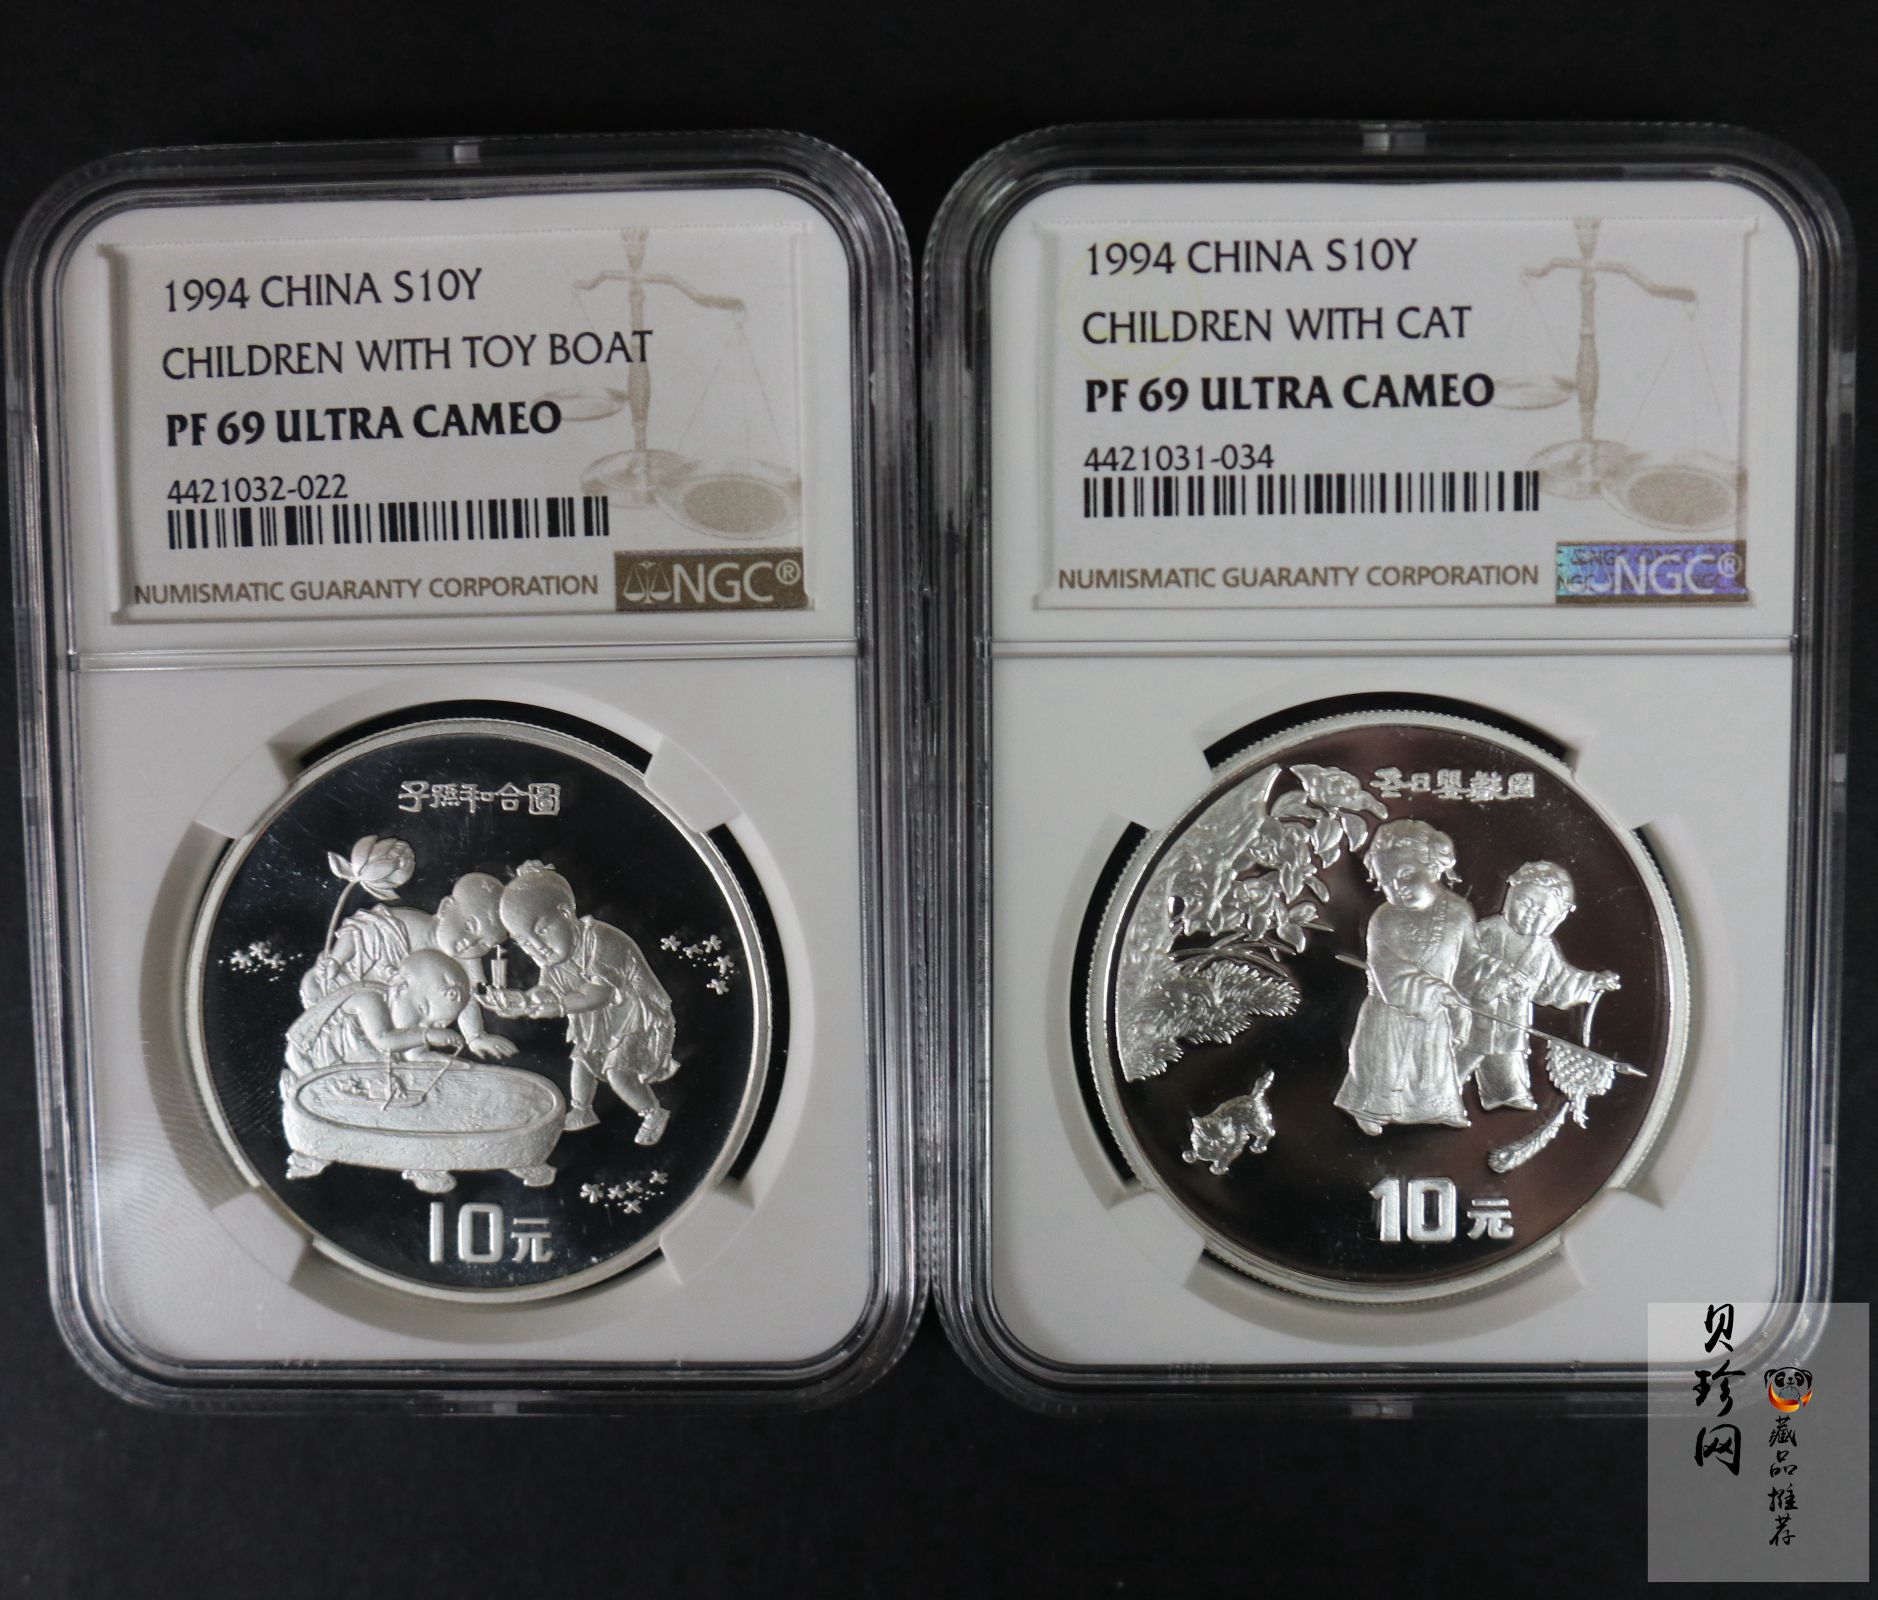 1994 CHINA S10Y
CHILDREN WITH TOY BOAT
PF 69 ULTRA CAMEO
4421032-022
NUMISMATIC GUARANTY CORPORATION
NGC®
子孫和合圖
10元
1994 CHINA S10Y
CHILDREN WITH CAT
PF 69 ULTRA CAMEO
4421031-034
NUMISMATIC GUARANTY CORPORATION
NGC®
冬日嬰戲圖
10元
贝珍网
藏品推荐